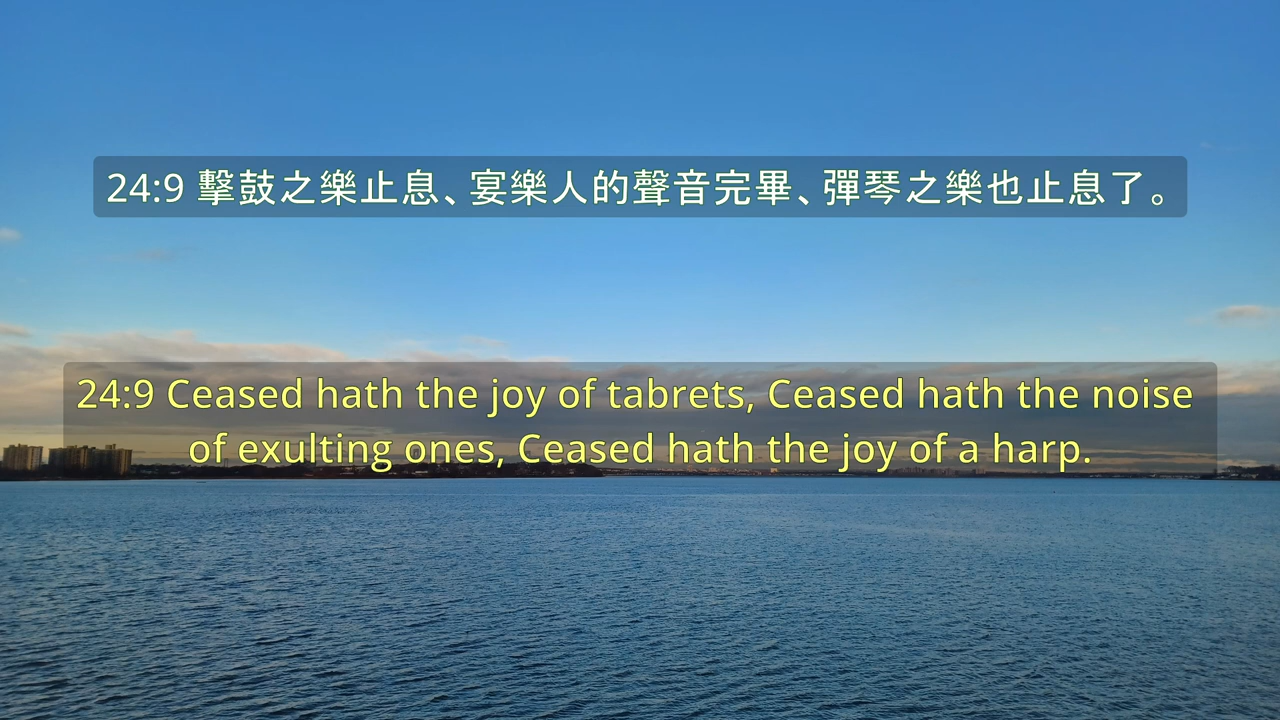 24:9 擊鼓之樂止息、宴樂人的聲音完畢、彈琴之樂也止息了。
24:9 Ceased hath the joy of tabrets, Ceased hath the noise
of exulting ones, Ceased hath the joy of a harp.